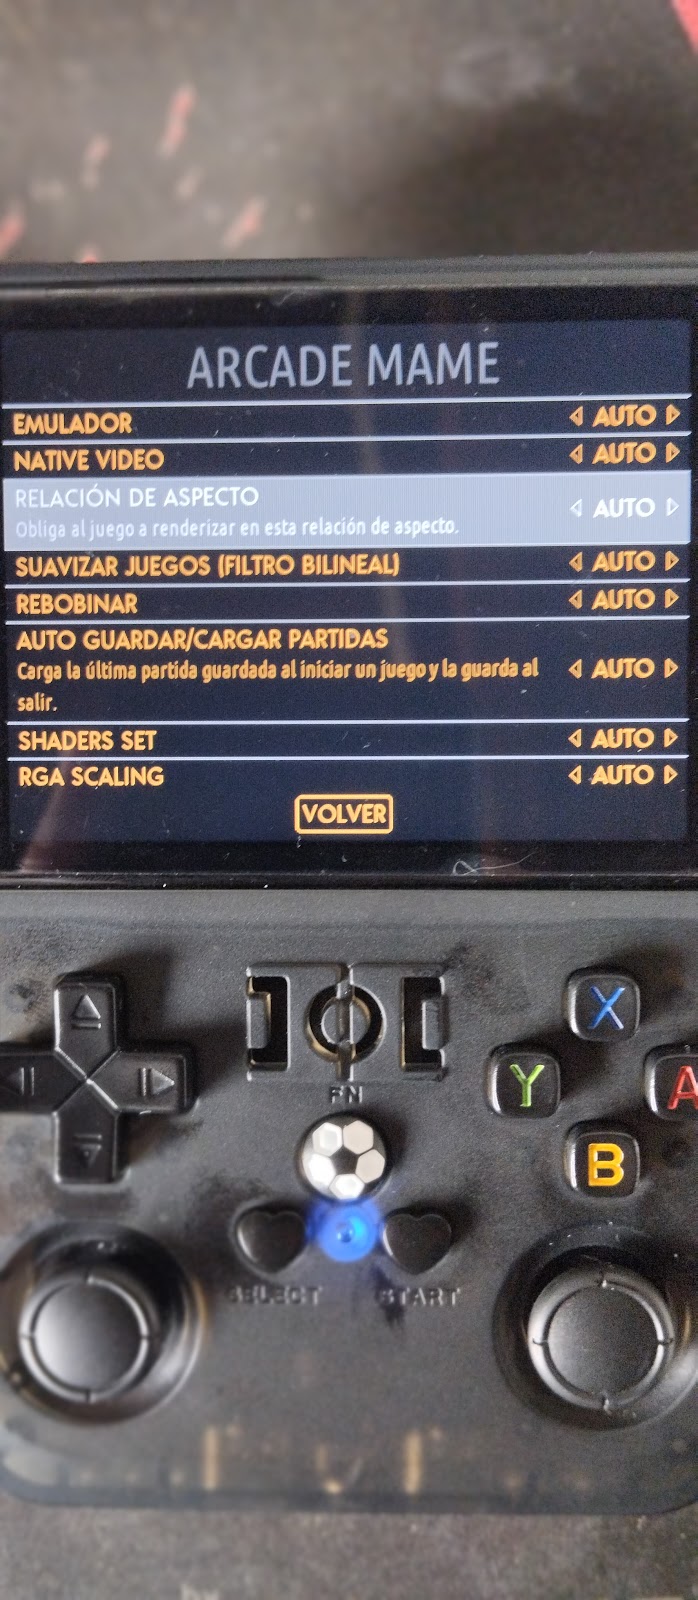 ARCADE MAME
EMULADOR ◁ AUTO ▷
NATIVE VIDEO ◁ AUTO ▷
RELACIÓN DE ASPECTO
Obliga al juego a renderizar en esta relación de aspecto. ◁ AUTO ▷
SUAVIZAR JUEGOS (FILTRO BILINEAL) ◁ AUTO ▷
REBOBINAR ◁ AUTO ▷
AUTO GUARDAR/CARGAR PARTIDAS
Carga la última partida guardada al iniciar un juego y la guarda al ◁ AUTO ▷
salir.
SHADERS SET ◁ AUTO ▷
RGA SCALING ◁ AUTO ▷
VOLVER
X
Y A
B
FN
SELECT START